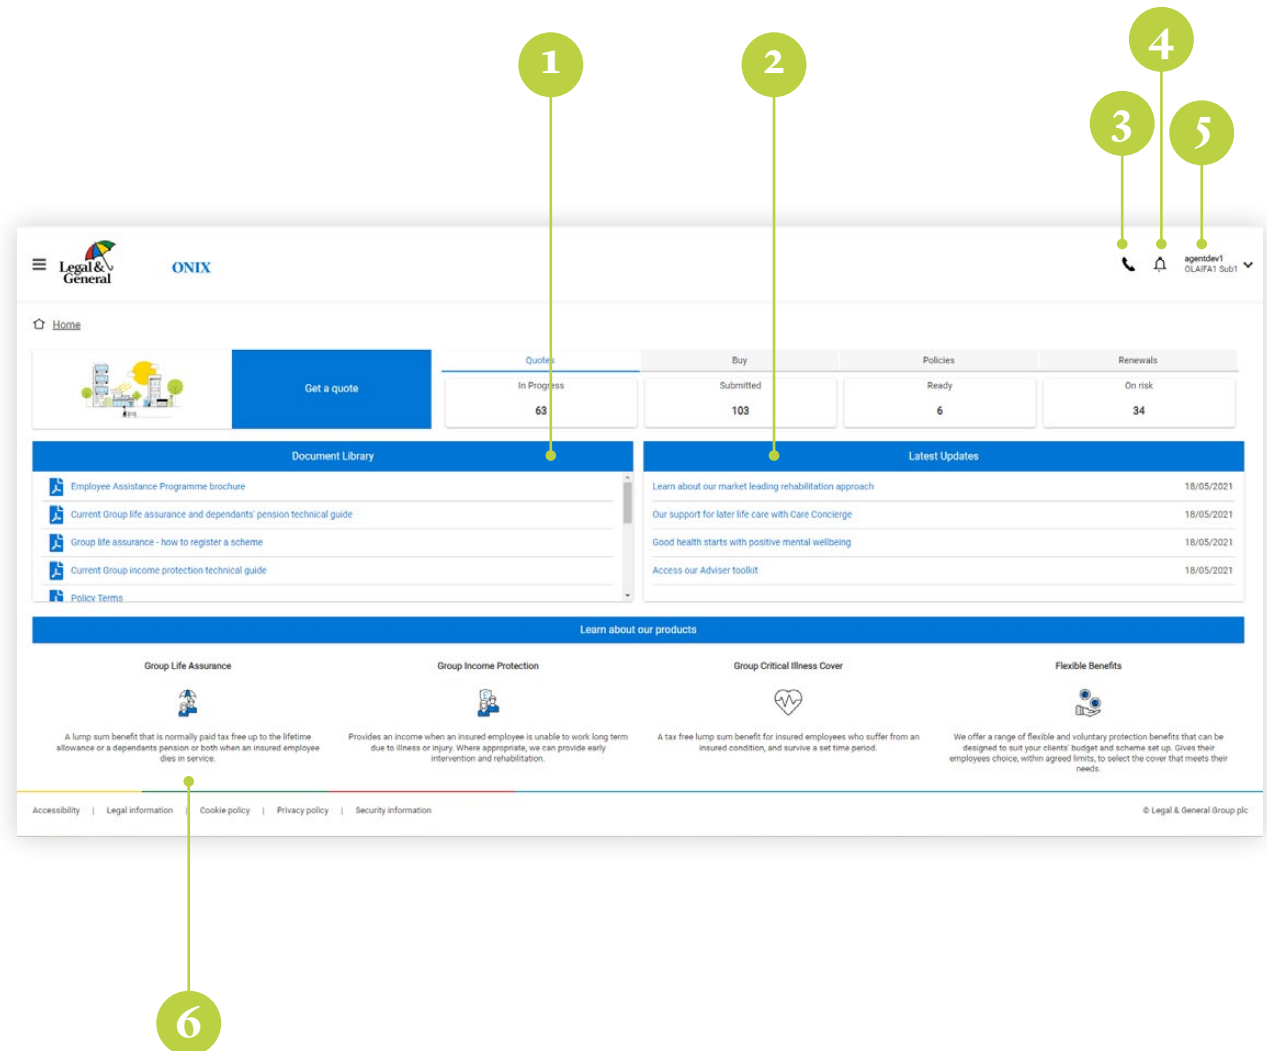 4
1
2
3
5
Legal &
General
ONIX
agentdev1
OLAIFA1 Sub1
Home
Get a quote
Quotes
Buy
Policies
Renewals
In Progress
Submitted
Ready
On risk
63
103
6
34
Document Library
Latest Updates
Employee Assistance Programme brochure
Current Group life assurance and dependants' pension technical guide
Group life assurance - how to register a scheme
Current Group income protection technical guide
Policy Terms
Learn about our market leading rehabilitation approach
18/05/2021
Our support for later life care with Care Concierge
18/05/2021
Good health starts with positive mental wellbeing
18/05/2021
Access our Adviser toolkit
18/05/2021
Learn about our products
Group Life Assurance
A lump sum benefit that is normally paid tax free up to the lifetime
allowance or a dependants pension or both when an insured employee
dies in service.
Group Income Protection
Provides an income when an insured employee is unable to work long term
due to illness or injury. Where appropriate, we can provide early
intervention and rehabilitation.
Group Critical Illness Cover
A tax free lump sum benefit for insured employees who suffer from an
insured condition, and survive a set time period.
Flexible Benefits
We offer a range of flexible and voluntary protection benefits that can be
designed to suit your clients' budget and scheme set up. Gives their
employees choice, within agreed limits, to select the cover that meets their
needs.
Accessibility | Legal information | Cookie policy | Privacy policy | Security information
© Legal & General Group plc
6